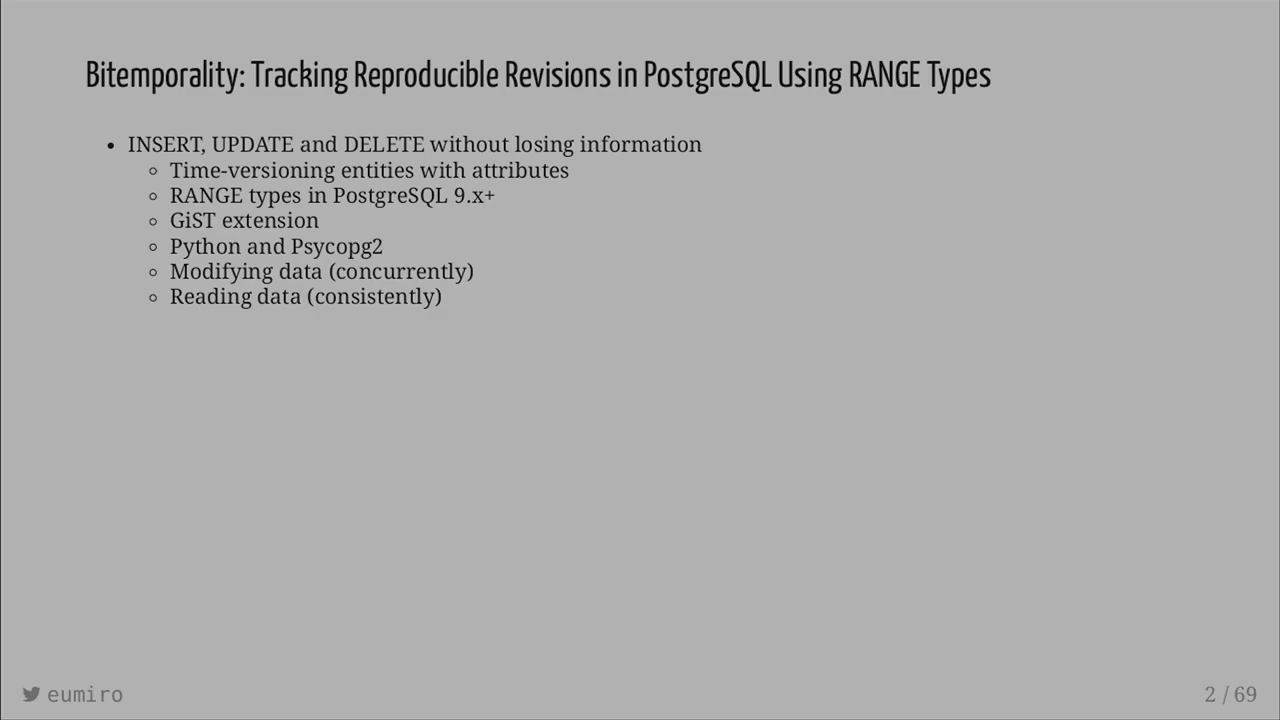 Bitemporality: Tracking Reproducible Revisions in PostgreSQL Using RANGE Types
• INSERT, UPDATE and DELETE without losing information
◦ Time-versioning entities with attributes
◦ RANGE types in PostgreSQL 9.x+
◦ GiST extension
◦ Python and Psycopg2
◦ Modifying data (concurrently)
◦ Reading data (consistently)
eumiro
2 / 69